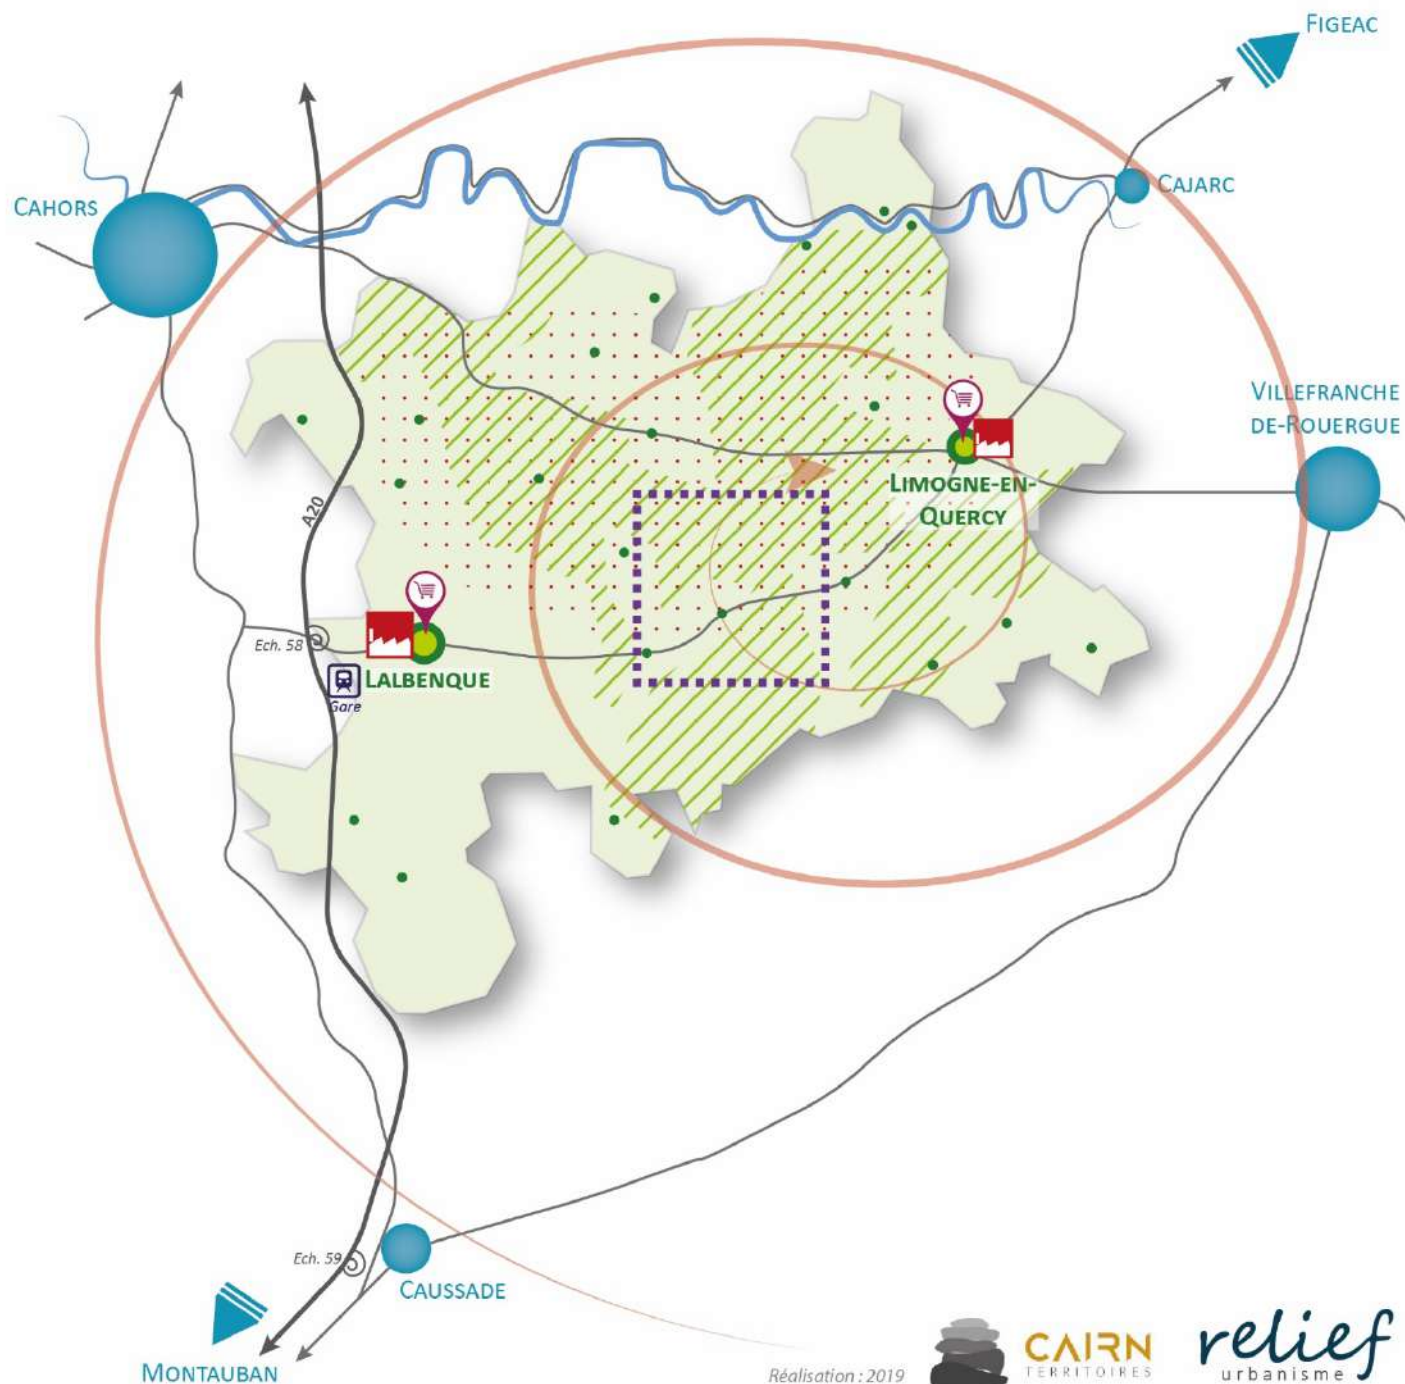 FIGEAC
CAHORS
CAJARC
VILLEFRANCHE
DE-ROUERGUE
LIMOGNE-EN-
QUERCY
A20
Ech. 58
LALBENQUE
Gare
Ech. 59
CAUSSADE
MONTAUBAN
Réalisation : 2019
CAIRN
TERRITOIRES
relief
urbanisme